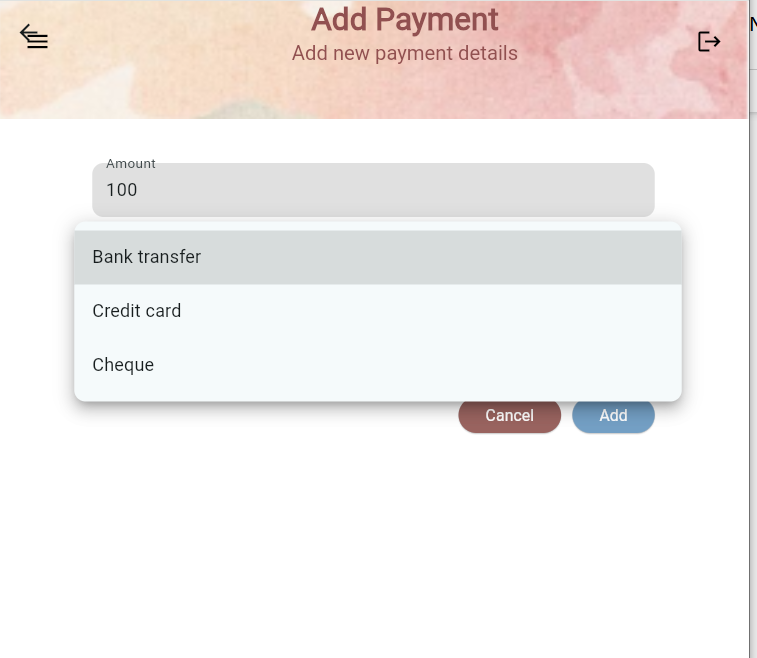 Add Payment
Add new payment details
Amount
100
Bank transfer
Credit card
Cheque
Cancel
Add